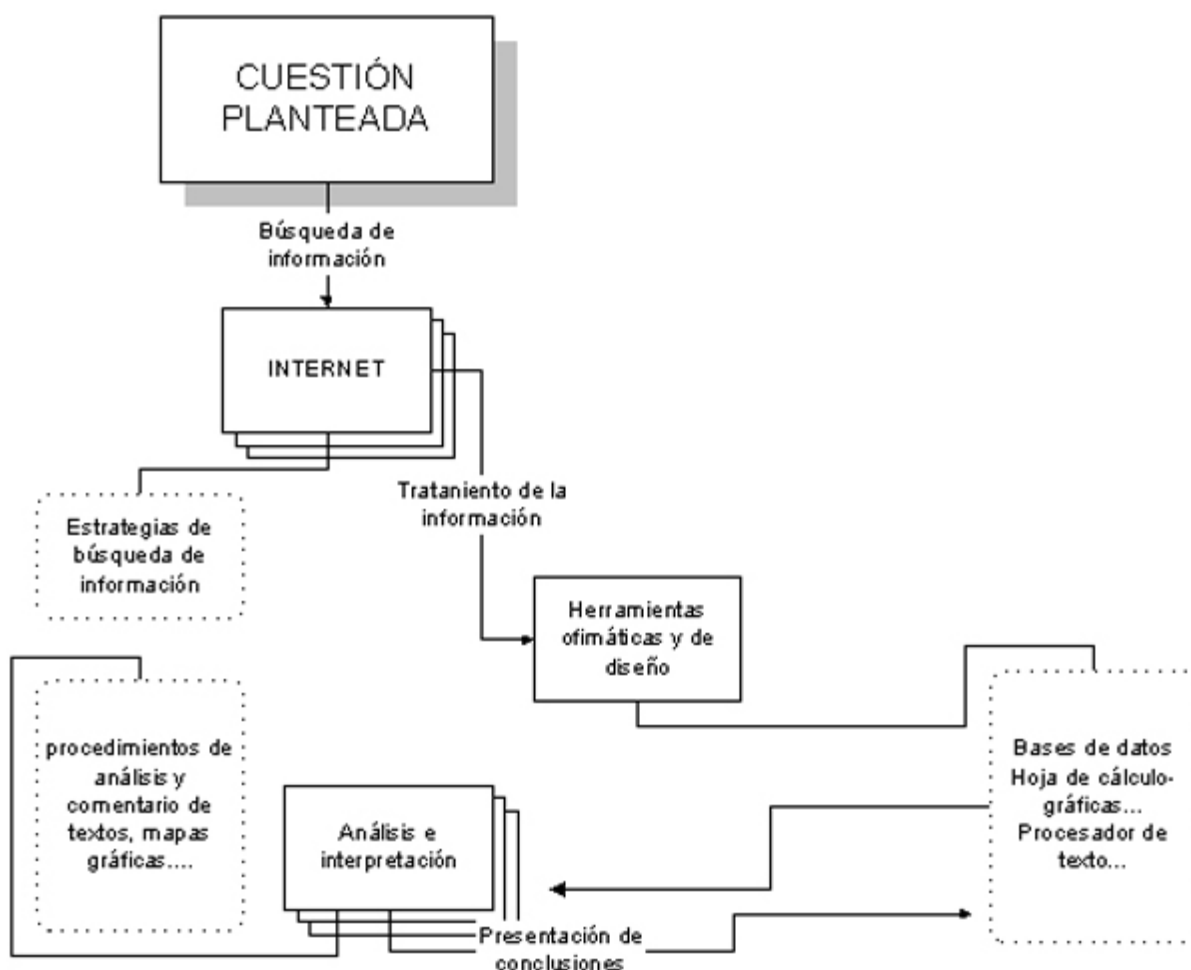 CUESTIÓN
PLANTEADA
Búsqueda de
información
INTERNET
Trataniento de la
información
Estrategias de
búsqueda de
información
Herramientas
ofimáticas y de
diseño
procedimientos de
análisis y
comentario de
textos, mapas
gráficas....
Análisis e
interpretación
Bases de datos
Hoja de cálculo-
gráficas...
Procesador de
texto...
Presentación de
conclusiones